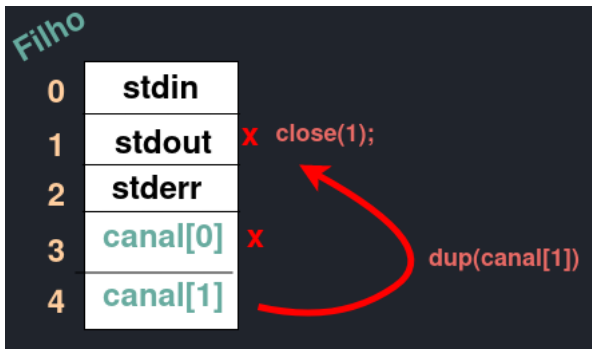 Filho
0 stdin
1 stdout x close(1);
2 stderr
3 canal[0] x
dup(canal[1])
4 canal[1]